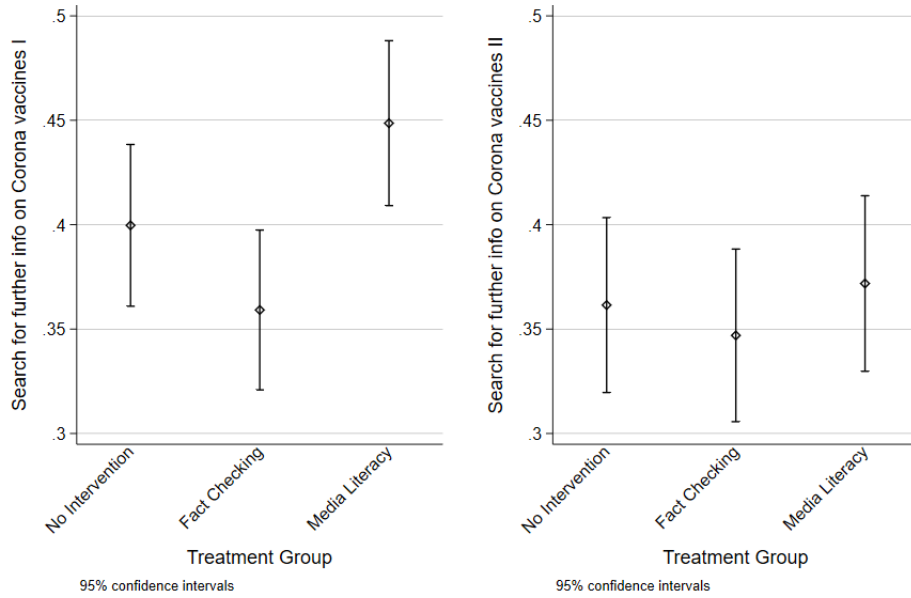 Search for further info on Corona vaccines I
.5
.45
.4
.35
.3
No Intervention
Fact Checking
Media Literacy
Treatment Group
95% confidence intervals
Search for further info on Corona vaccines II
.5
.45
.4
.35
.3
No Intervention
Fact Checking
Media Literacy
Treatment Group
95% confidence intervals